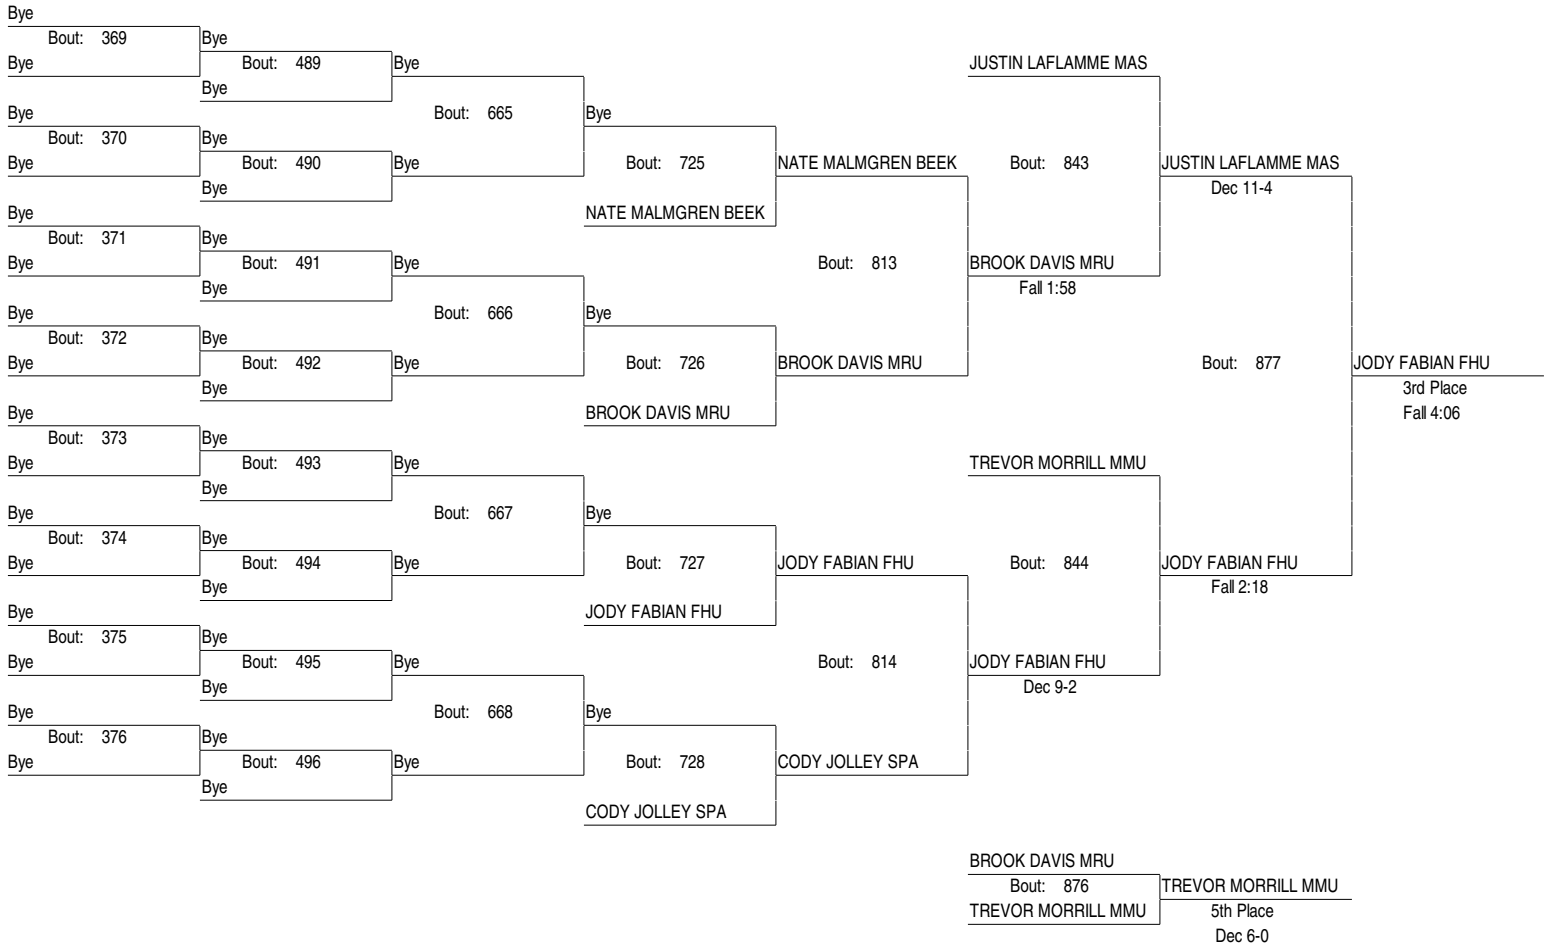 Bye
Bout: 369 Bye
Bye Bout: 489 Bye JUSTIN LAFLAMME MAS
Bye
Bye Bout: 665 Bye
Bout: 370 Bye
Bye Bout: 490 Bye Bout: 725 NATE MALMGREN BEEK Bout: 843 JUSTIN LAFLAMME MAS
Bye Dec 11-4
Bye NATE MALMGREN BEEK
Bout: 371 Bye
Bye Bout: 491 Bye Bout: 813 BROOK DAVIS MRU
Bye Fall 1:58
Bye Bout: 666 Bye
Bout: 372 Bye
Bye Bout: 492 Bye Bout: 726 BROOK DAVIS MRU Bout: 877 JODY FABIAN FHU
Bye 3rd Place
Bye BROOK DAVIS MRU Fall 4:06
Bout: 373 Bye
Bye Bout: 493 Bye TREVOR MORRILL MMU
Bye
Bye Bout: 667 Bye
Bout: 374 Bye
Bye Bout: 494 Bye Bout: 727 JODY FABIAN FHU Bout: 844 JODY FABIAN FHU
Bye Fall 2:18
Bye JODY FABIAN FHU
Bout: 375 Bye
Bye Bout: 495 Bye Bout: 814 JODY FABIAN FHU
Bye Dec 9-2
Bye Bout: 668 Bye
Bout: 376 Bye
Bye Bout: 496 Bye Bout: 728 CODY JOLLEY SPA
Bye
CODY JOLLEY SPA
BROOK DAVIS MRU
Bout: 876 TREVOR MORRILL MMU
TREVOR MORRILL MMU 5th Place
Dec 6-0